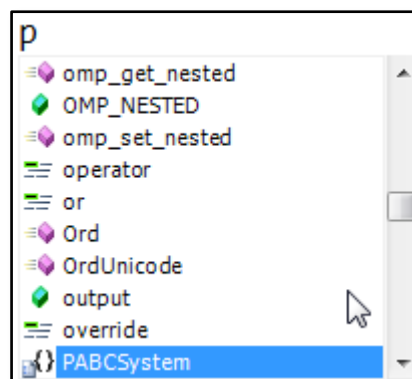 p
omp_get_nested
OMP_NESTED
omp_set_nested
operator
or
Ord
OrdUnicode
output
override
{} PABCSystem